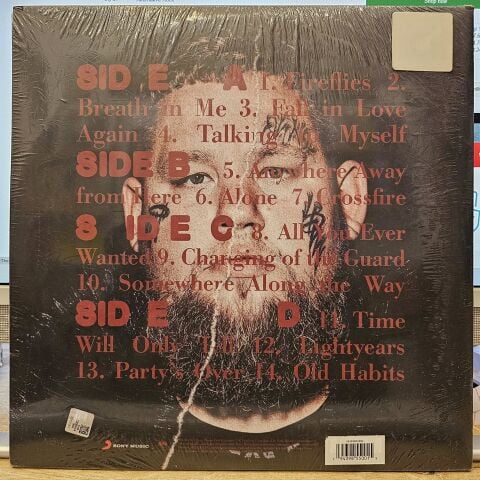 SIDE A 1. Fireflies 2.
Breath in Me 3. Fall in Love
Again 4. Talking to Myself
SIDE B 5. Anywhere Away
from Here 6. Alone 7. Crossfire
SIDE C 8. All You Ever
Wanted 9. Changing of the Guard
10. Somewhere Along the Way
SIDE D 11. Time
Will Only Tell 12. Lightyears
13. Party's Over 14. Old Habits
SONY MUSIC